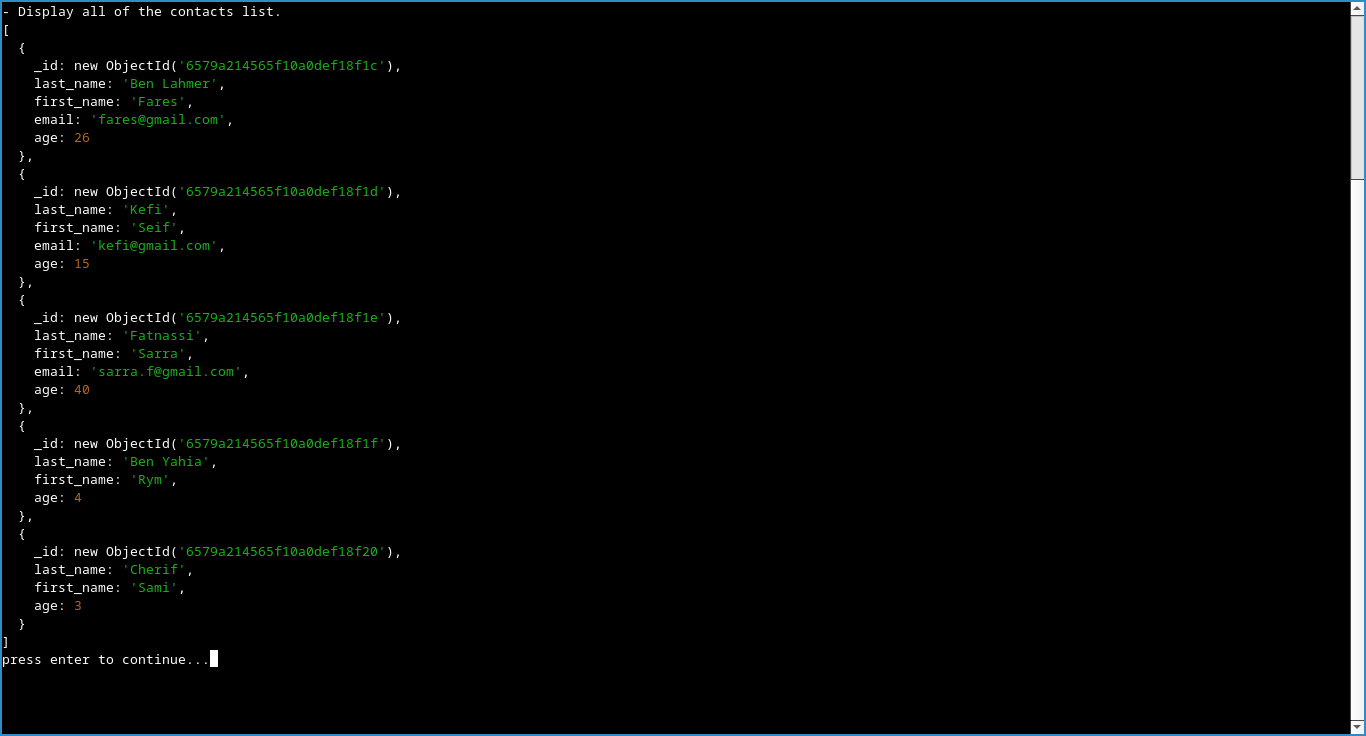 - Display all of the contacts list.
[
  {
    _id: new ObjectId('6579a214565f10a0def18f1c'),
    last_name: 'Ben Lahmer',
    first_name: 'Fares',
    email: 'fares@gmail.com',
    age: 26
  },
  {
    _id: new ObjectId('6579a214565f10a0def18f1d'),
    last_name: 'Kefi',
    first_name: 'Seif',
    email: 'kefi@gmail.com',
    age: 15
  },
  {
    _id: new ObjectId('6579a214565f10a0def18f1e'),
    last_name: 'Fatnassi',
    first_name: 'Sarra',
    email: 'sarra.f@gmail.com',
    age: 40
  },
  {
    _id: new ObjectId('6579a214565f10a0def18f1f'),
    last_name: 'Ben Yahia',
    first_name: 'Rym',
    age: 4
  },
  {
    _id: new ObjectId('6579a214565f10a0def18f20'),
    last_name: 'Cherif',
    first_name: 'Sami',
    age: 3
  }
]
press enter to continue...